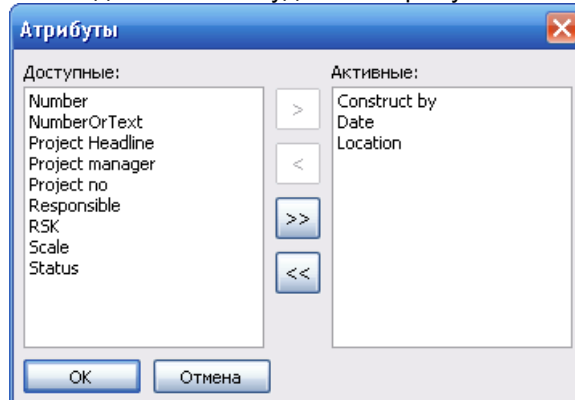 Атрибуты
Доступные:
Number
NumberOrText
Project Headline
Project manager
Project no
Responsible
RSK
Scale
Status
>
<
>>
<<
Активные:
Construct by
Date
Location
OK
Отмена